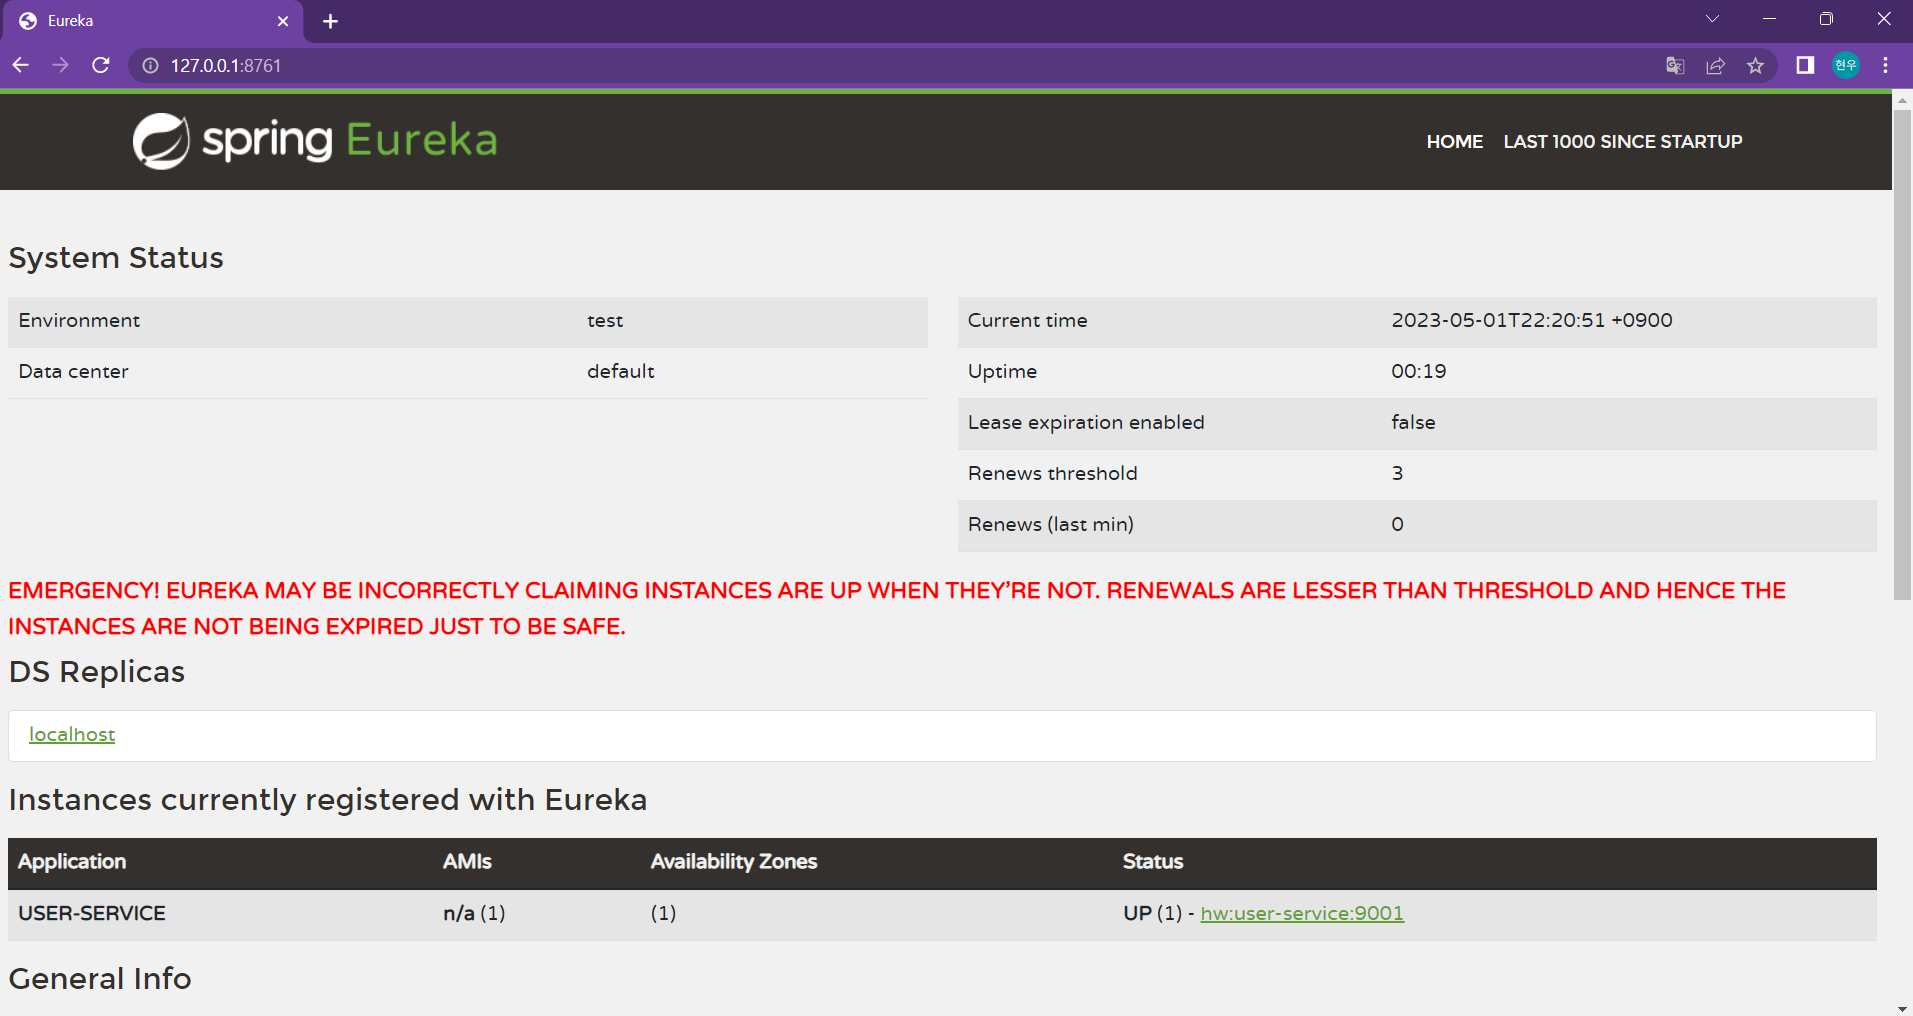 Eureka
127.0.0.1:8761
현우
spring Eureka
HOME LAST 1000 SINCE STARTUP
System Status
Environment test
Data center default
Current time 2023-05-01T22:20:51 +0900
Uptime 00:19
Lease expiration enabled false
Renews threshold 3
Renews (last min) 0
EMERGENCY! EUREKA MAY BE INCORRECTLY CLAIMING INSTANCES ARE UP WHEN THEY'RE NOT. RENEWALS ARE LESSER THAN THRESHOLD AND HENCE THE
INSTANCES ARE NOT BEING EXPIRED JUST TO BE SAFE.
DS Replicas
localhost
Instances currently registered with Eureka
Application AMIs Availability Zones Status
USER-SERVICE n/a (1) (1) UP (1) - hw:user-service:9001
General Info